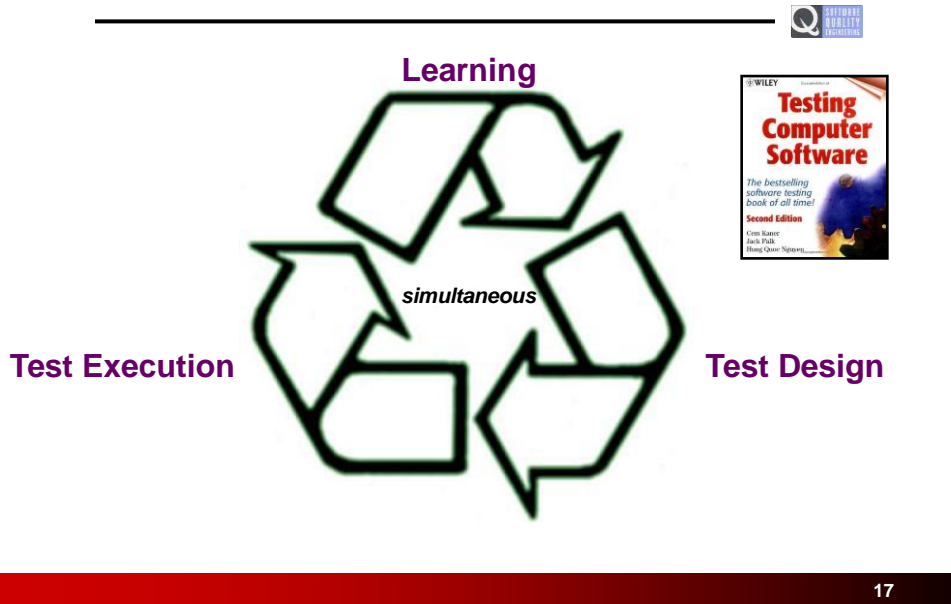 SOFTWARE
QUALITY
ENGINEERING
Learning
WILEY
Testing
Computer
Software
The bestselling
software testing
book of all time!
Second Edition
Cem Kaner
Jack Falk
Hung Quoc Nguyen
simultaneous
Test Execution
Test Design
17